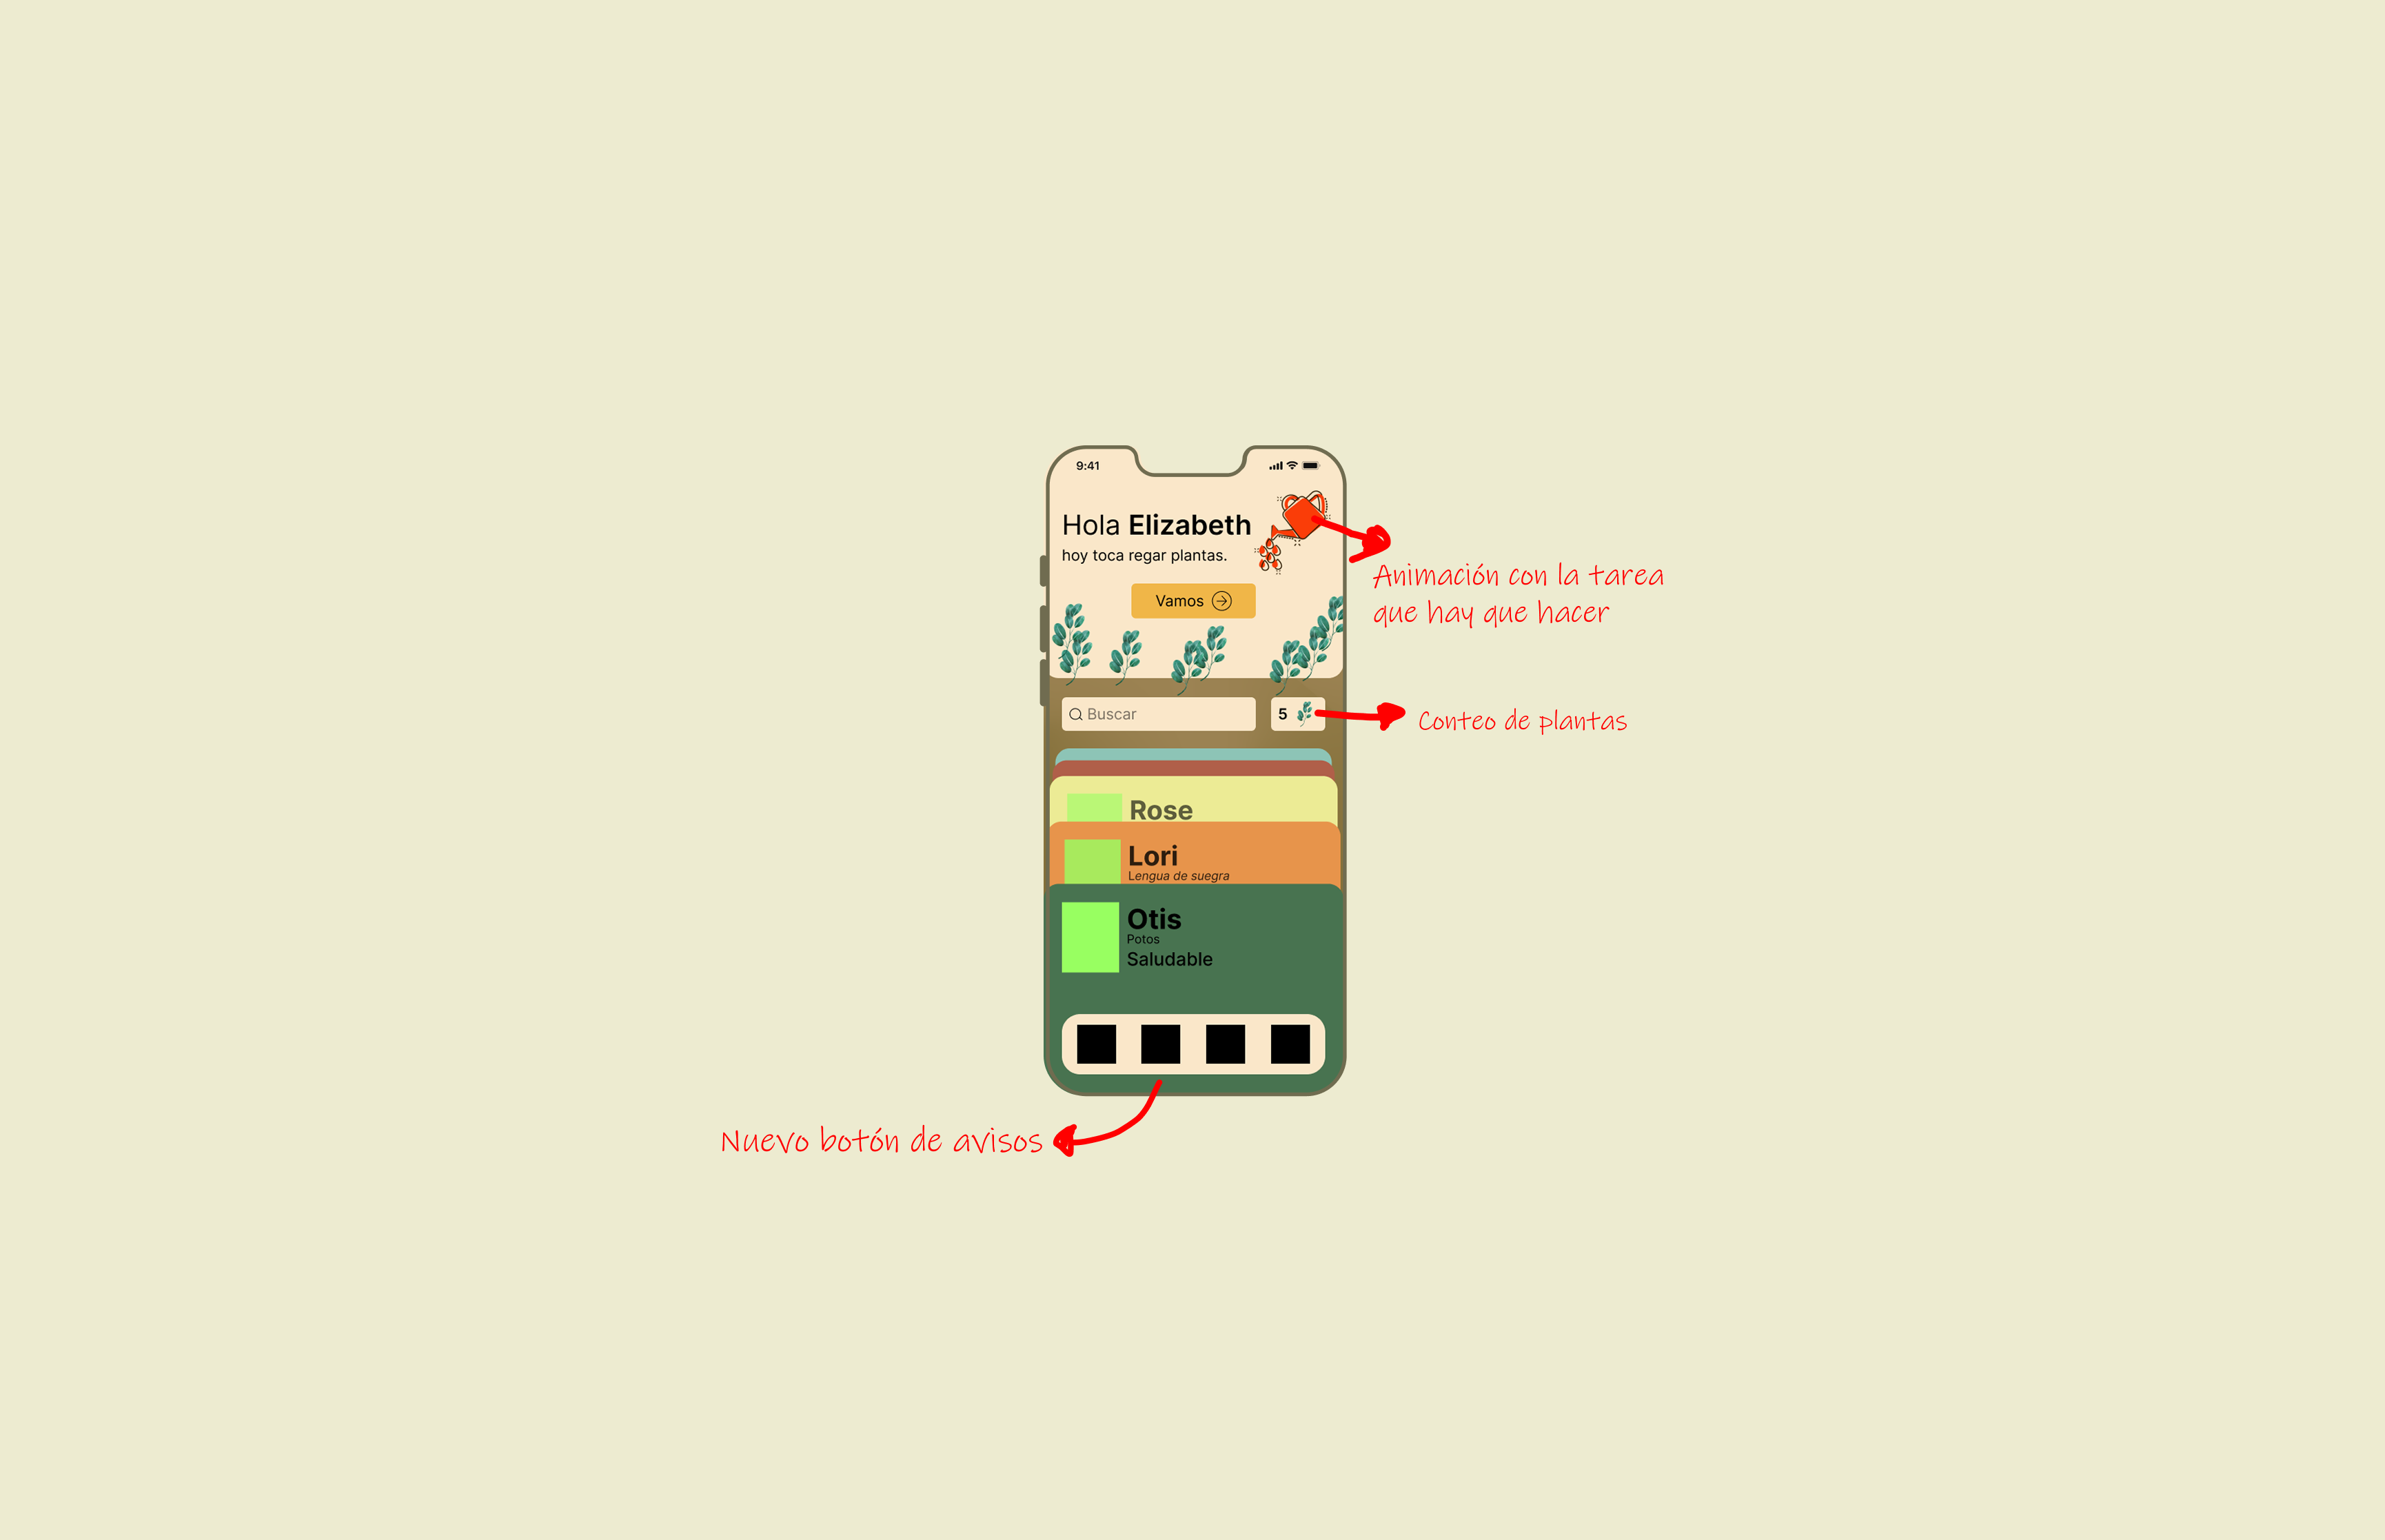 9:41
Hola Elizabeth
hoy toca regar plantas.
Vamos
Animación con la tarea
que hay que hacer
Buscar
5
Conteo de plantas
Rose
Lori
Lengua de suegra
Otis
Potos
Saludable
Nuevo botón de avisos